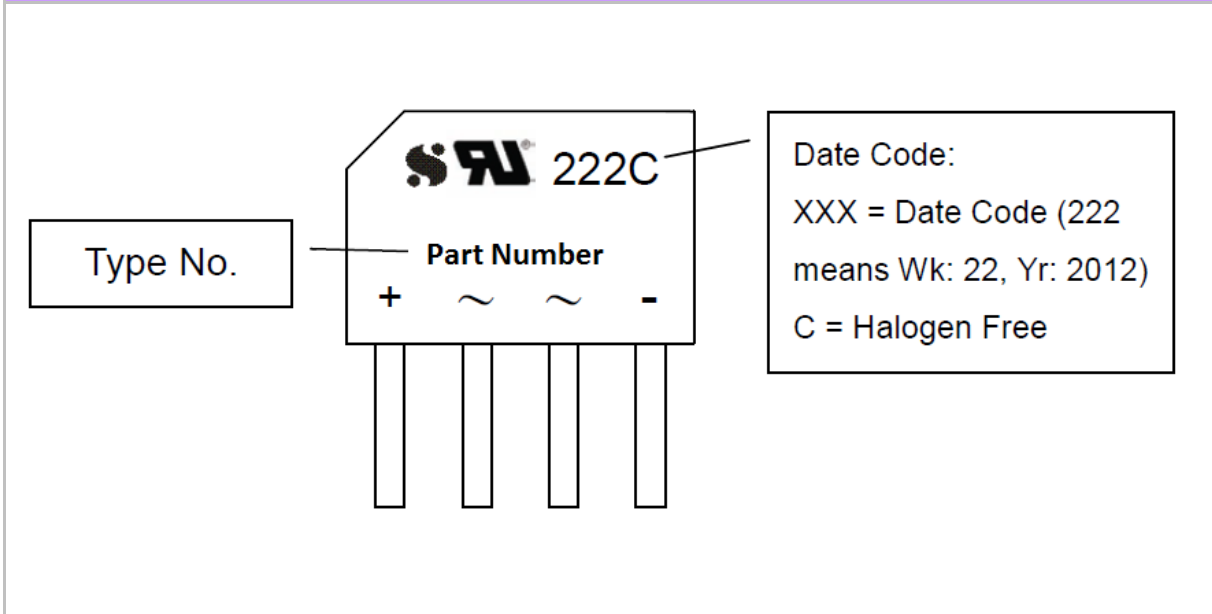 222C
Type No.
Part Number
+ ~ ~ -
Date Code:
XXX = Date Code (222
means Wk: 22, Yr: 2012)
C = Halogen Free